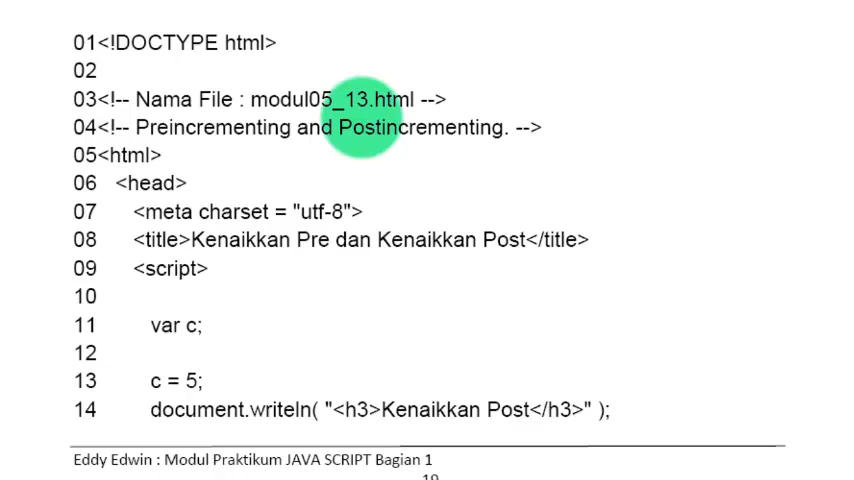 01<!DOCTYPE html>
02
03<!-- Nama File : modul05_13.html -->
04<!-- Preincrementing and Postincrementing. -->
05<html>
06 <head>
07 <meta charset = "utf-8">
08 <title>Kenaikkan Pre dan Kenaikkan Post</title>
09 <script>
10
11 var c;
12
13 c = 5;
14 document.writeln( "<h3>Kenaikkan Post</h3>" );
Eddy Edwin : Modul Praktikum JAVA SCRIPT Bagian 1
19